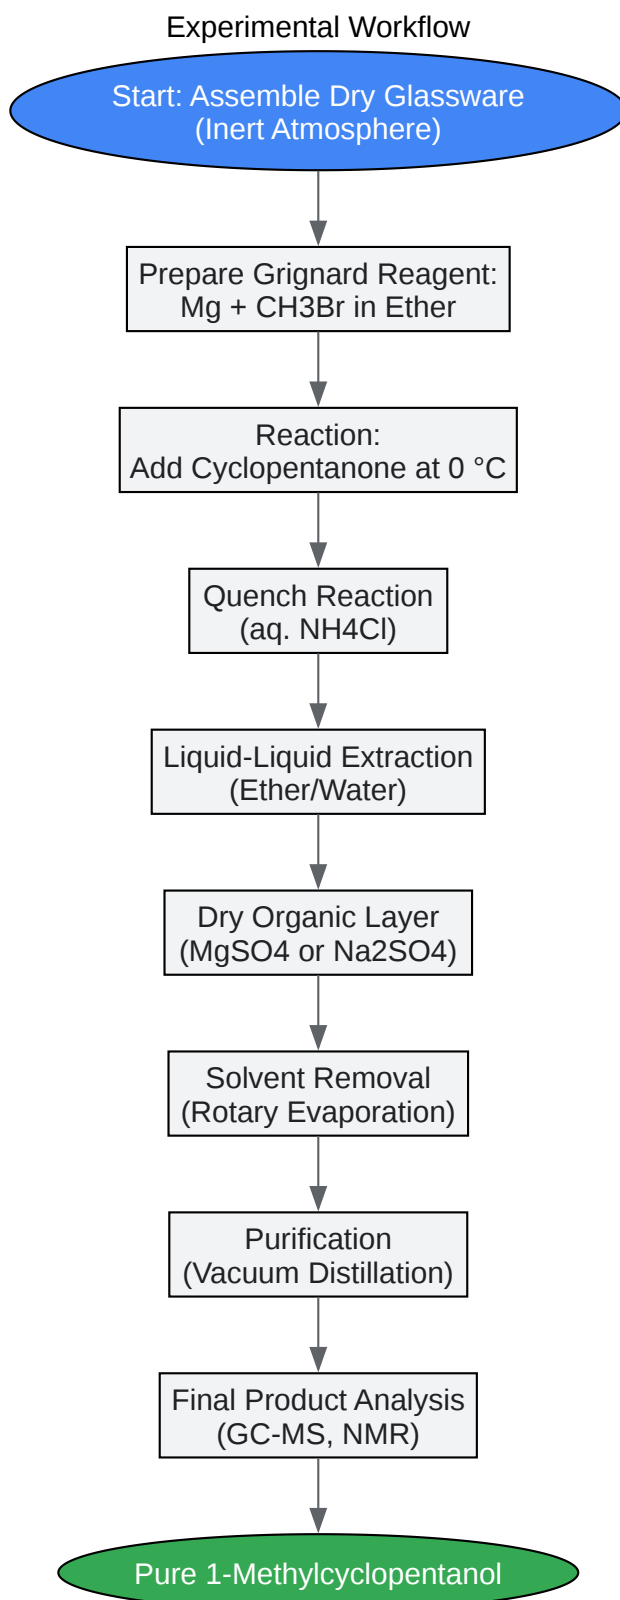 Experimental Workflow
Start: Assemble Dry Glassware
(Inert Atmosphere)
Prepare Grignard Reagent:
Mg + CH3Br in Ether
Reaction:
Add Cyclopentanone at 0 °C
Quench Reaction
(aq. NH4Cl)
Liquid-Liquid Extraction
(Ether/Water)
Dry Organic Layer
(MgSO4 or Na2SO4)
Solvent Removal
(Rotary Evaporation)
Purification
(Vacuum Distillation)
Final Product Analysis
(GC-MS, NMR)
Pure 1-Methylcyclopentanol